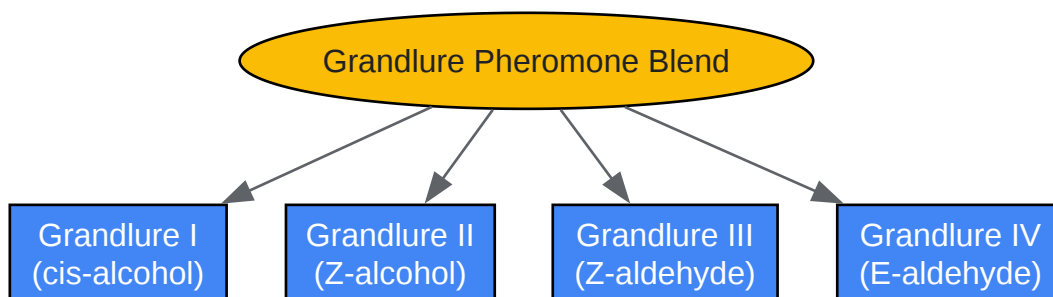 Grandlure Pheromone Blend
Grandlure I
(cis-alcohol)
Grandlure II
(Z-alcohol)
Grandlure III
(Z-aldehyde)
Grandlure IV
(E-aldehyde)